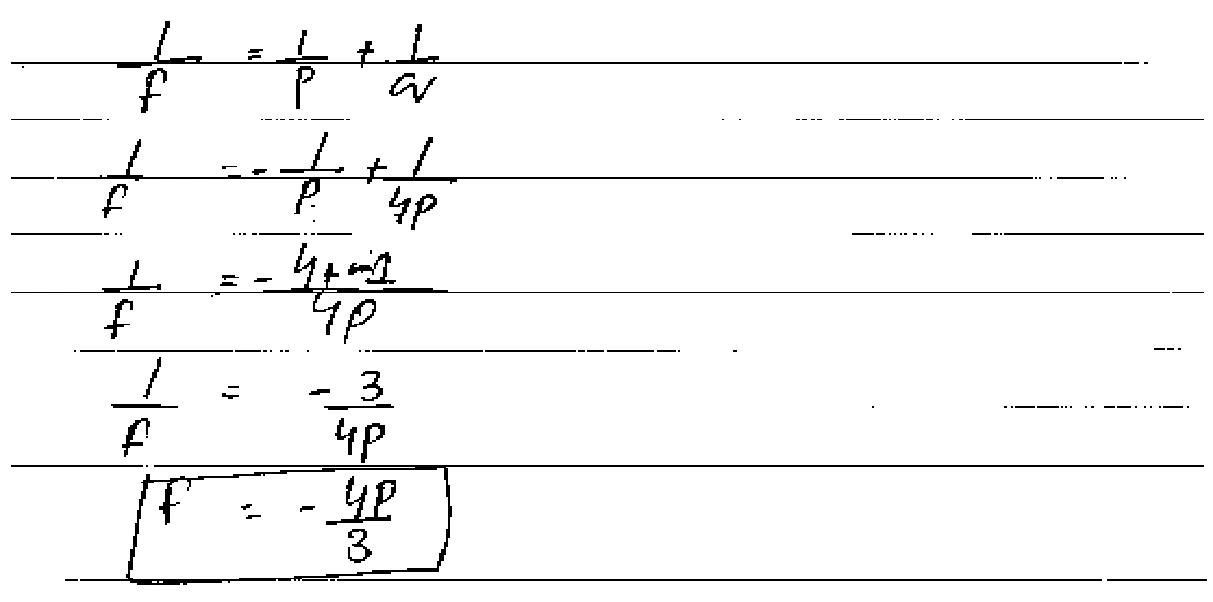 1/f = 1/p + 1/q
1/f = - 1/p + 1/4p
1/f = - 4+-1/4p
1/f = - 3/4p
f = - 4p/3